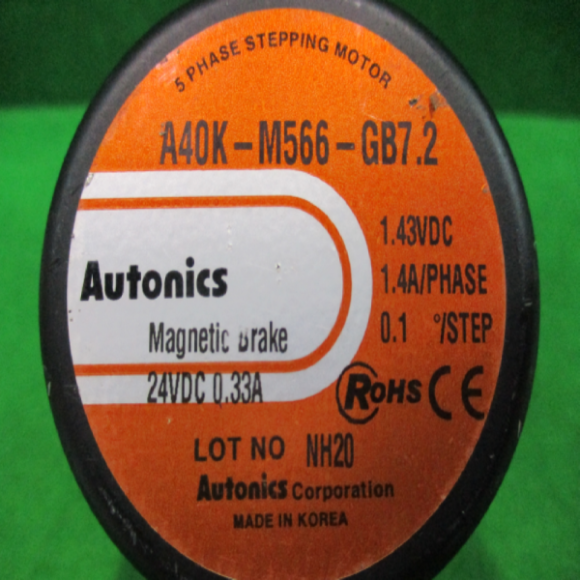 5 PHASE STEPPING MOTOR
A40K-M566-GB7.2
1.43VDC
1.4A/PHASE
0.1 °/STEP
Autonics
Magnetic Brake
24VDC 0.33A
RoHS CE
LOT NO NH20
Autonics Corporation
MADE IN KOREA